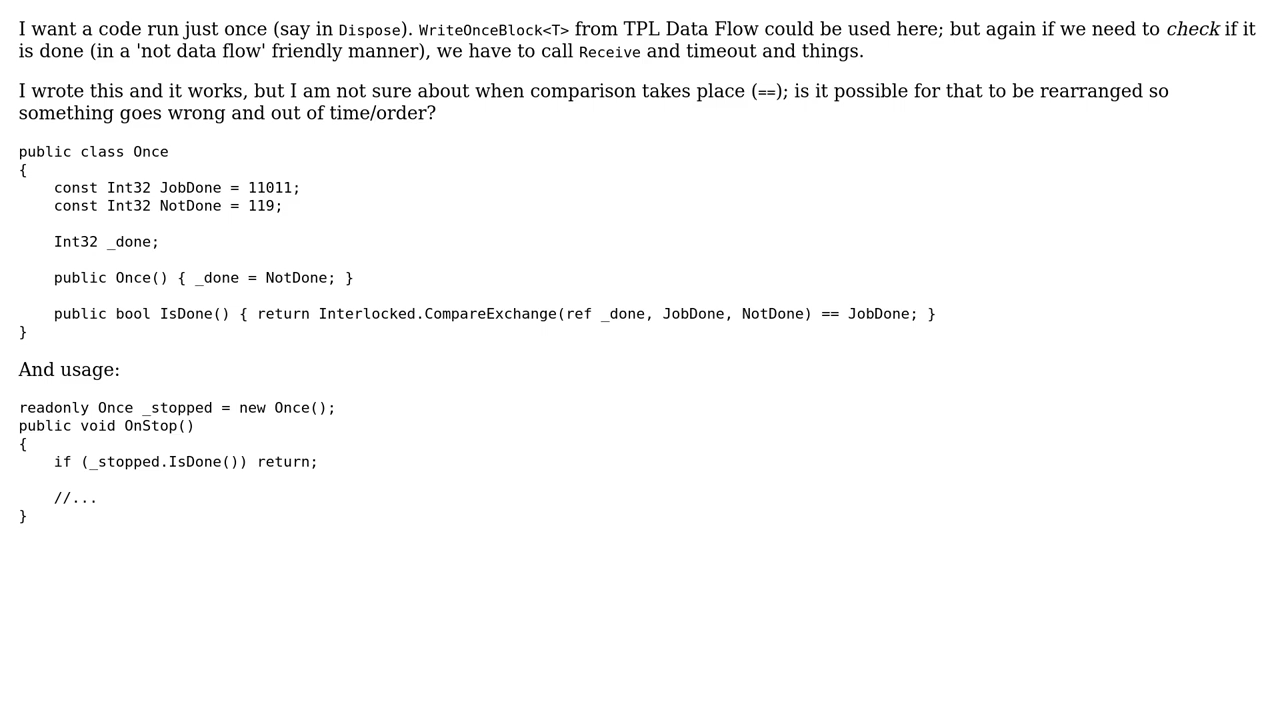 I want a code run just once (say in Dispose). WriteOnceBlock<T> from TPL Data Flow could be used here; but again if we need to check if it
is done (in a 'not data flow' friendly manner), we have to call Receive and timeout and things.
I wrote this and it works, but I am not sure about when comparison takes place (==); is it possible for that to be rearranged so
something goes wrong and out of time/order?
public class Once
{
    const Int32 JobDone = 11011;
    const Int32 NotDone = 119;
    Int32 _done;
    public Once() { _done = NotDone; }
    public bool IsDone() { return Interlocked.CompareExchange(ref _done, JobDone, NotDone) == JobDone; }
}
And usage:
readonly Once _stopped = new Once();
public void OnStop()
{
    if (_stopped.IsDone()) return;
    //...
}